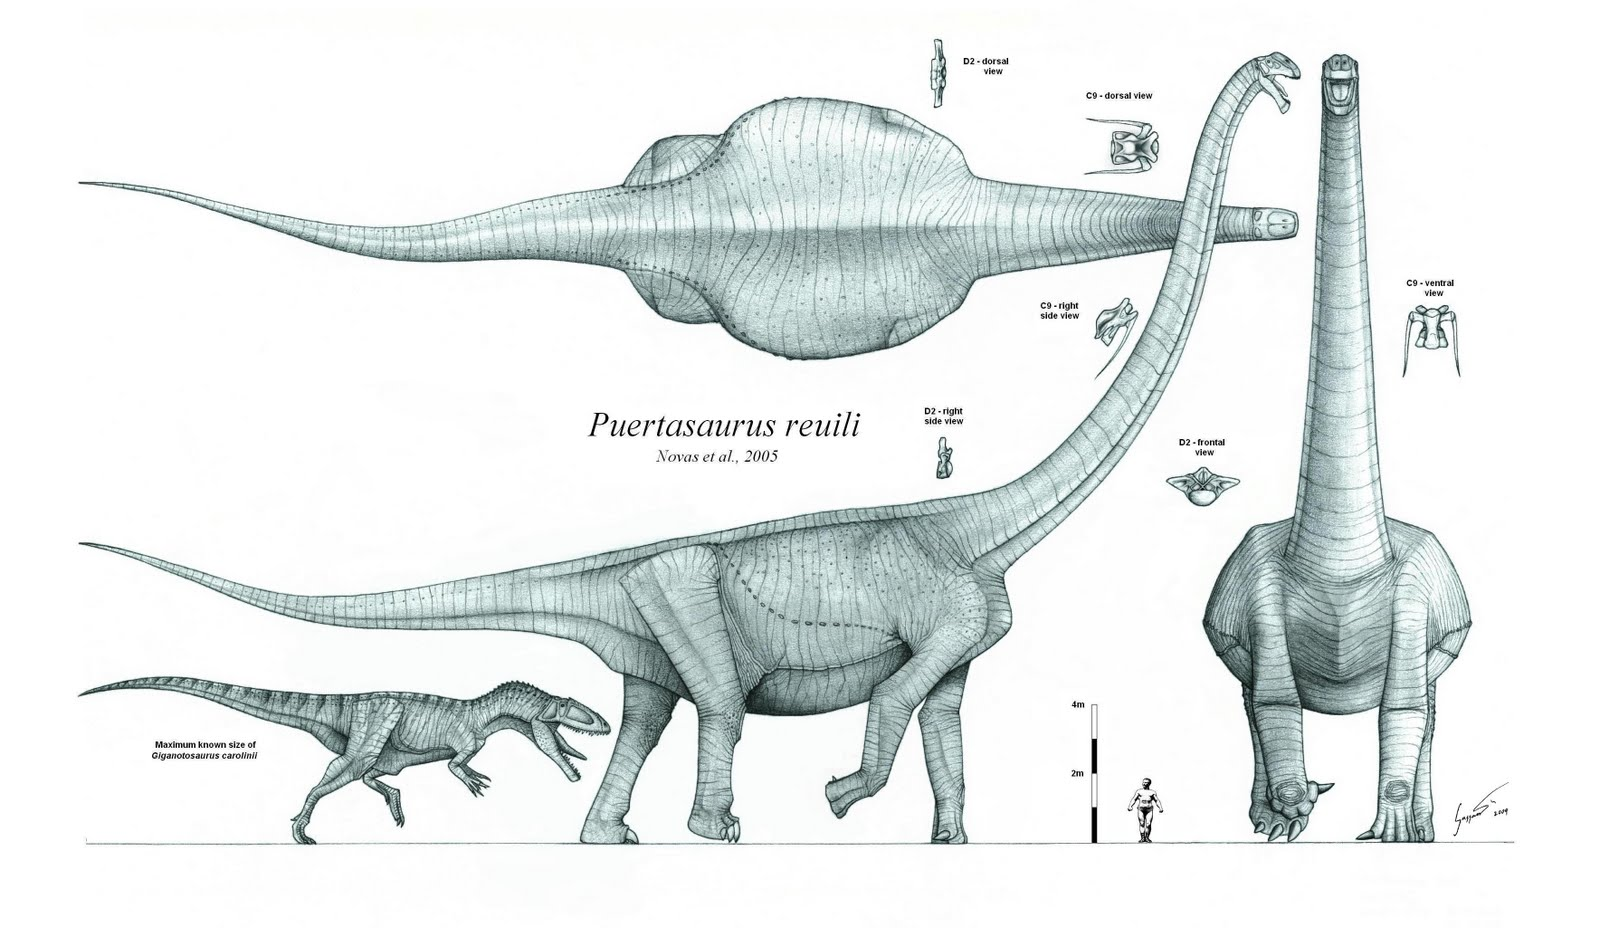 D2 - dorsal
view
C9 - dorsal view
C9 - ventral
view
C9 - right
side view
Puertasaurus reuili
Novas et al., 2005
D2 - right
side view
D2 - frontal
view
4m
2m
Maximum known size of
Giganotosaurus carolinii
2009